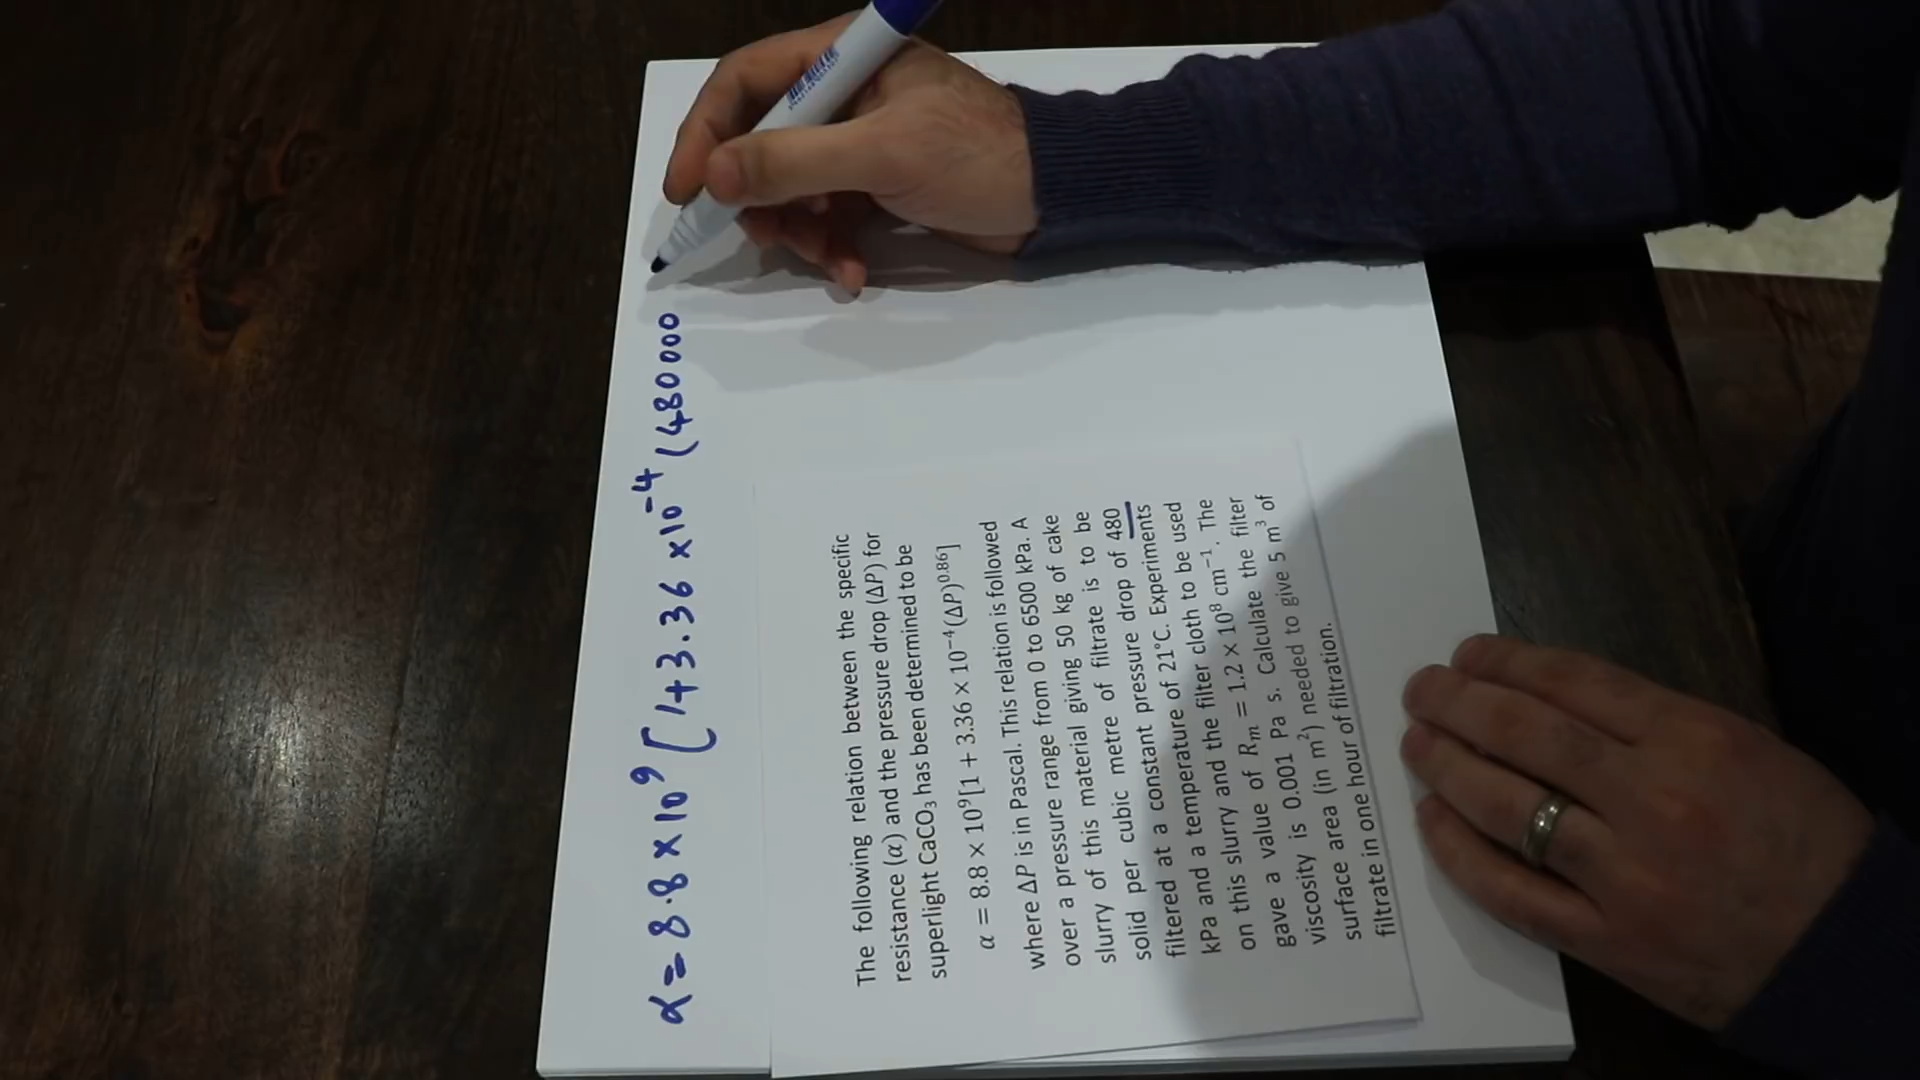 α = 8.8 × 10⁹ [1 + 3.36 × 10⁻⁴ (480000
The following relation between the specific
resistance (α) and the pressure drop (ΔP) for
superlight CaCO₃ has been determined to be
α = 8.8 × 10⁹[1 + 3.36 × 10⁻⁴(ΔP)⁰·⁸⁶]
where ΔP is in Pascal. This relation is followed
over a pressure range from 0 to 6500 kPa. A
slurry of this material giving 50 kg of cake
solid per cubic metre of filtrate is to be
filtered at a constant pressure drop of 480
kPa and a temperature of 21°C. Experiments
on this slurry and the filter cloth to be used
gave a value of Rₘ = 1.2 × 10⁸ cm⁻¹. The
viscosity is 0.001 Pa s. Calculate the filter
surface area (in m²) needed to give 5 m³ of
filtrate in one hour of filtration.